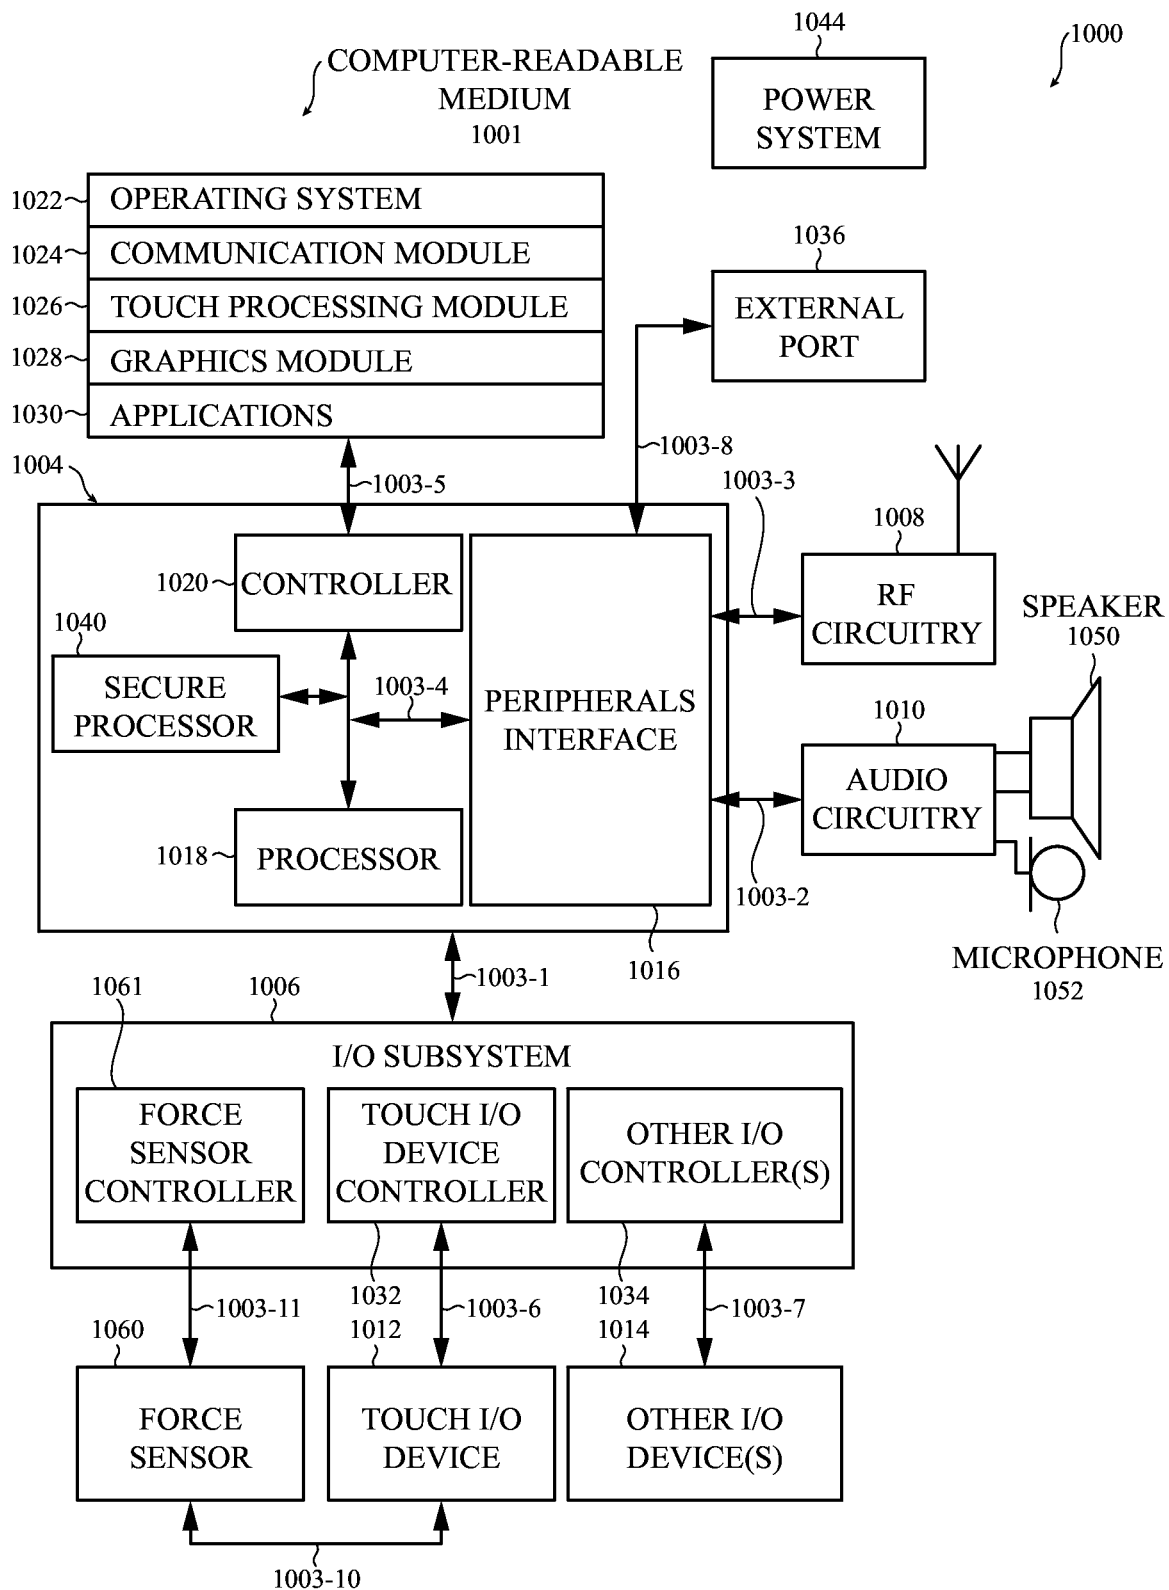 1044
1000
COMPUTER-READABLE
MEDIUM
1001
POWER
SYSTEM
1022
OPERATING SYSTEM
1024
COMMUNICATION MODULE
1026
TOUCH PROCESSING MODULE
1028
GRAPHICS MODULE
1030
APPLICATIONS
1036
EXTERNAL
PORT
1004
1003-5
1003-8
1003-3
1008
RF
CIRCUITRY
1020
CONTROLLER
1040
SECURE
PROCESSOR
1003-4
PERIPHERALS
INTERFACE
SPEAKER
1050
1010
AUDIO
CIRCUITRY
1018
PROCESSOR
1003-2
1016
MICROPHONE
1052
1003-1
1061
1006
I/O SUBSYSTEM
FORCE
SENSOR
CONTROLLER
TOUCH I/O
DEVICE
CONTROLLER
OTHER I/O
CONTROLLER(S)
1003-11
1032
1003-6
1034
1003-7
1060
1012
1014
FORCE
SENSOR
TOUCH I/O
DEVICE
OTHER I/O
DEVICE(S)
1003-10